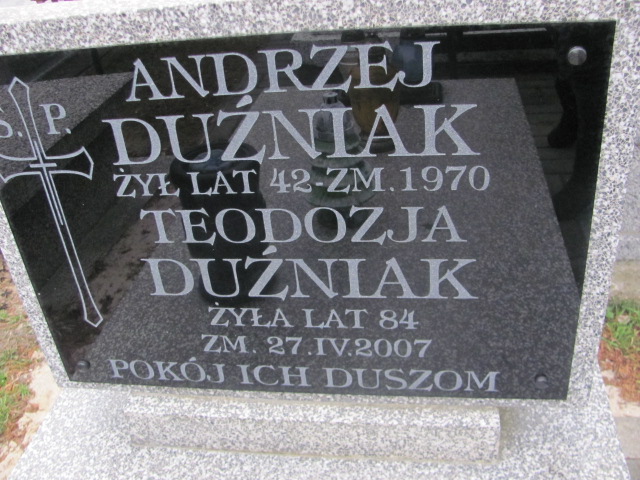 Ś. P.
ANDRZEJ
DUŹNIAK
ŻYŁ LAT 42-ZM. 1970
TEODOZJA
DUŹNIAK
ŻYŁA LAT 84
ZM. 27.IV.2007
POKÓJ ICH DUSZOM